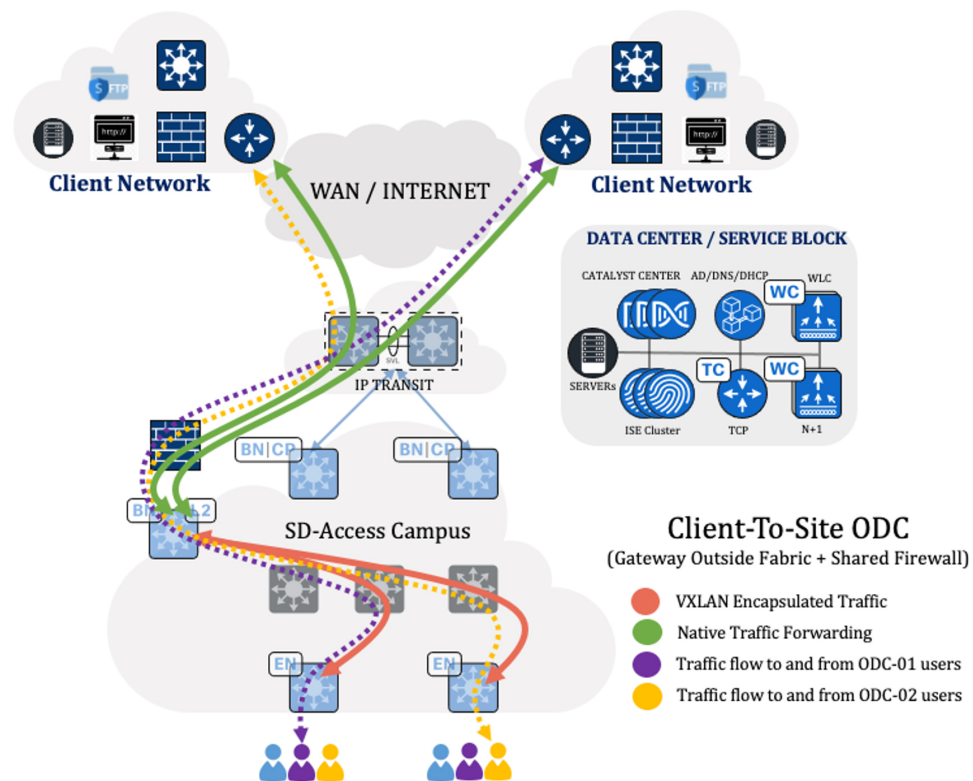 S FTP
http://
Client Network
WAN / INTERNET
S FTP
http://
Client Network
DATA CENTER / SERVICE BLOCK
CATALYST CENTER
AD/DNS/DHCP
WLC
WC
SERVERs
TC
WC
ISE Cluster
TCP
N+1
SVL
IP TRANSIT
BN|CP
BN|CP
BN
L2
SD-Access Campus
EN
EN
Client-To-Site ODC
(Gateway Outside Fabric + Shared Firewall)
VXLAN Encapsulated Traffic
Native Traffic Forwarding
Traffic flow to and from ODC-01 users
Traffic flow to and from ODC-02 users